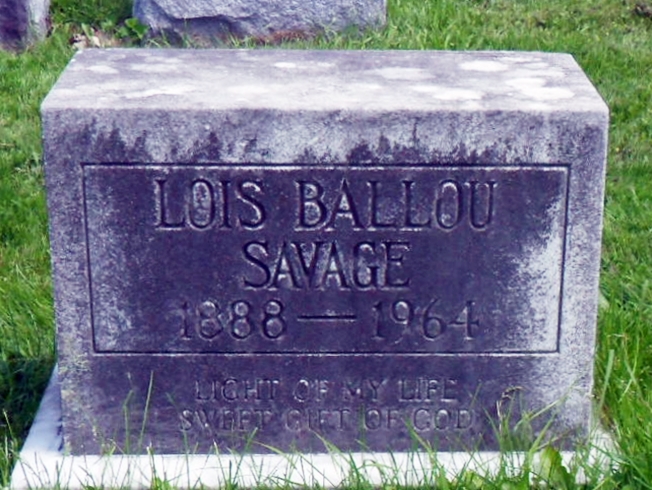 LOIS BALLOU
SAVAGE
1888 — 1964
LIGHT OF MY LIFE
SWEET GIFT OF GOD